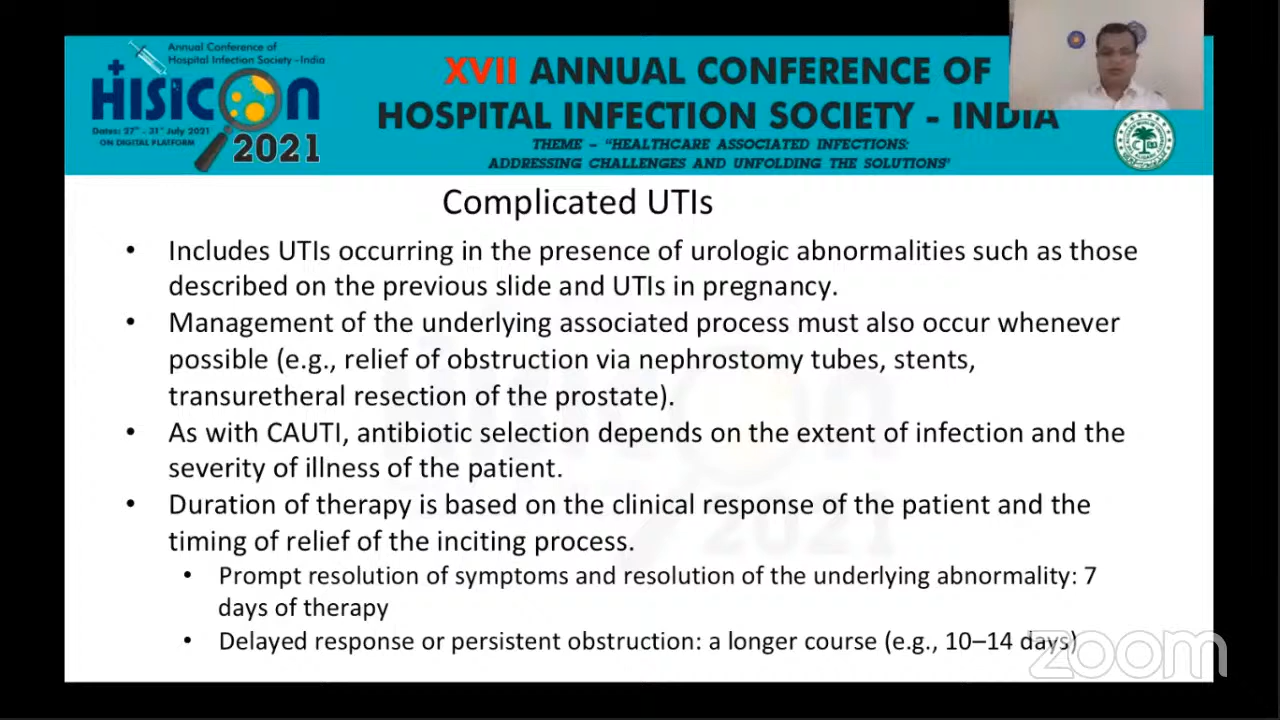 Annual Conference of
Hospital Infection Society -India
HISICON
Dates: 27th - 31st July 2021
ON DIGITAL PLATFORM
2021
XVII ANNUAL CONFERENCE OF
HOSPITAL INFECTION SOCIETY - INDIA
THEME - "HEALTHCARE ASSOCIATED INFECTIONS:
ADDRESSING CHALLENGES AND UNFOLDING THE SOLUTIONS"
Complicated UTIs
• Includes UTIs occurring in the presence of urologic abnormalities such as those
described on the previous slide and UTIs in pregnancy.
• Management of the underlying associated process must also occur whenever
possible (e.g., relief of obstruction via nephrostomy tubes, stents,
transurethral resection of the prostate).
• As with CAUTI, antibiotic selection depends on the extent of infection and the
severity of illness of the patient.
• Duration of therapy is based on the clinical response of the patient and the
timing of relief of the inciting process.
• Prompt resolution of symptoms and resolution of the underlying abnormality: 7
days of therapy
• Delayed response or persistent obstruction: a longer course (e.g., 10–14 days)
zoom